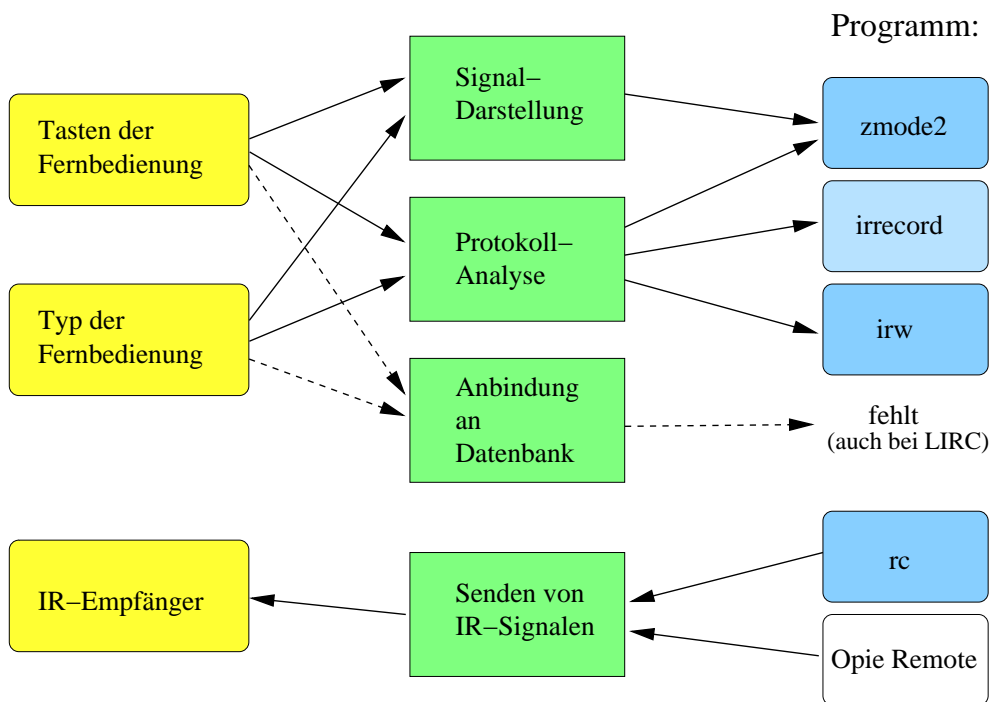 Programm:
Signal–
Darstellung
zmode2
Tasten der
Fernbedienung
irrecord
Protokoll–
Analyse
Typ der
Fernbedienung
irw
Anbindung
an
Datenbank
fehlt
(auch bei LIRC)
rc
IR–Empfänger
Senden von
IR–Signalen
Opie Remote